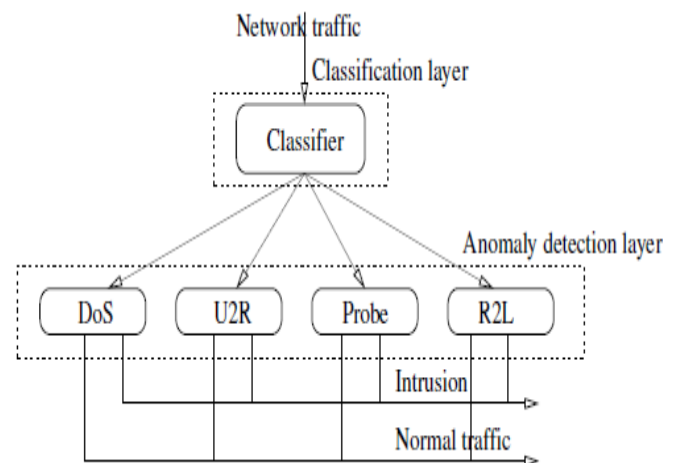 Network traffic
Classification layer
Classifier
Anomaly detection layer
DoS
U2R
Probe
R2L
Intrusion
Normal traffic